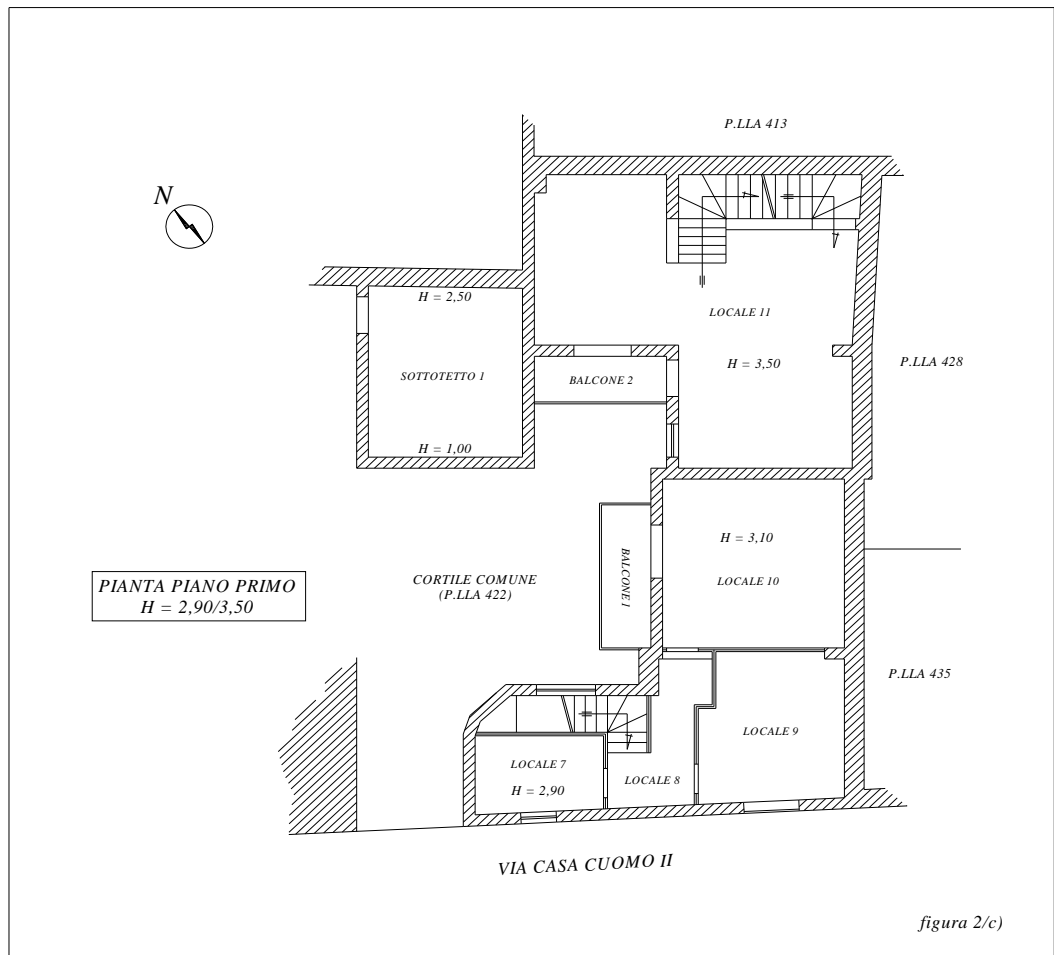 P.LLA 413
N
H = 2,50
LOCALE 11
H = 3,50
P.LLA 428
SOTTOTETTO 1
BALCONE 2
H = 1,00
H = 3,10
BALCONE 1
LOCALE 10
CORTILE COMUNE
(P.LLA 422)
PIANTA PIANO PRIMO
H = 2,90/3,50
P.LLA 435
LOCALE 9
LOCALE 7
LOCALE 8
H = 2,90
VIA CASA CUOMO II
figura 2/c)